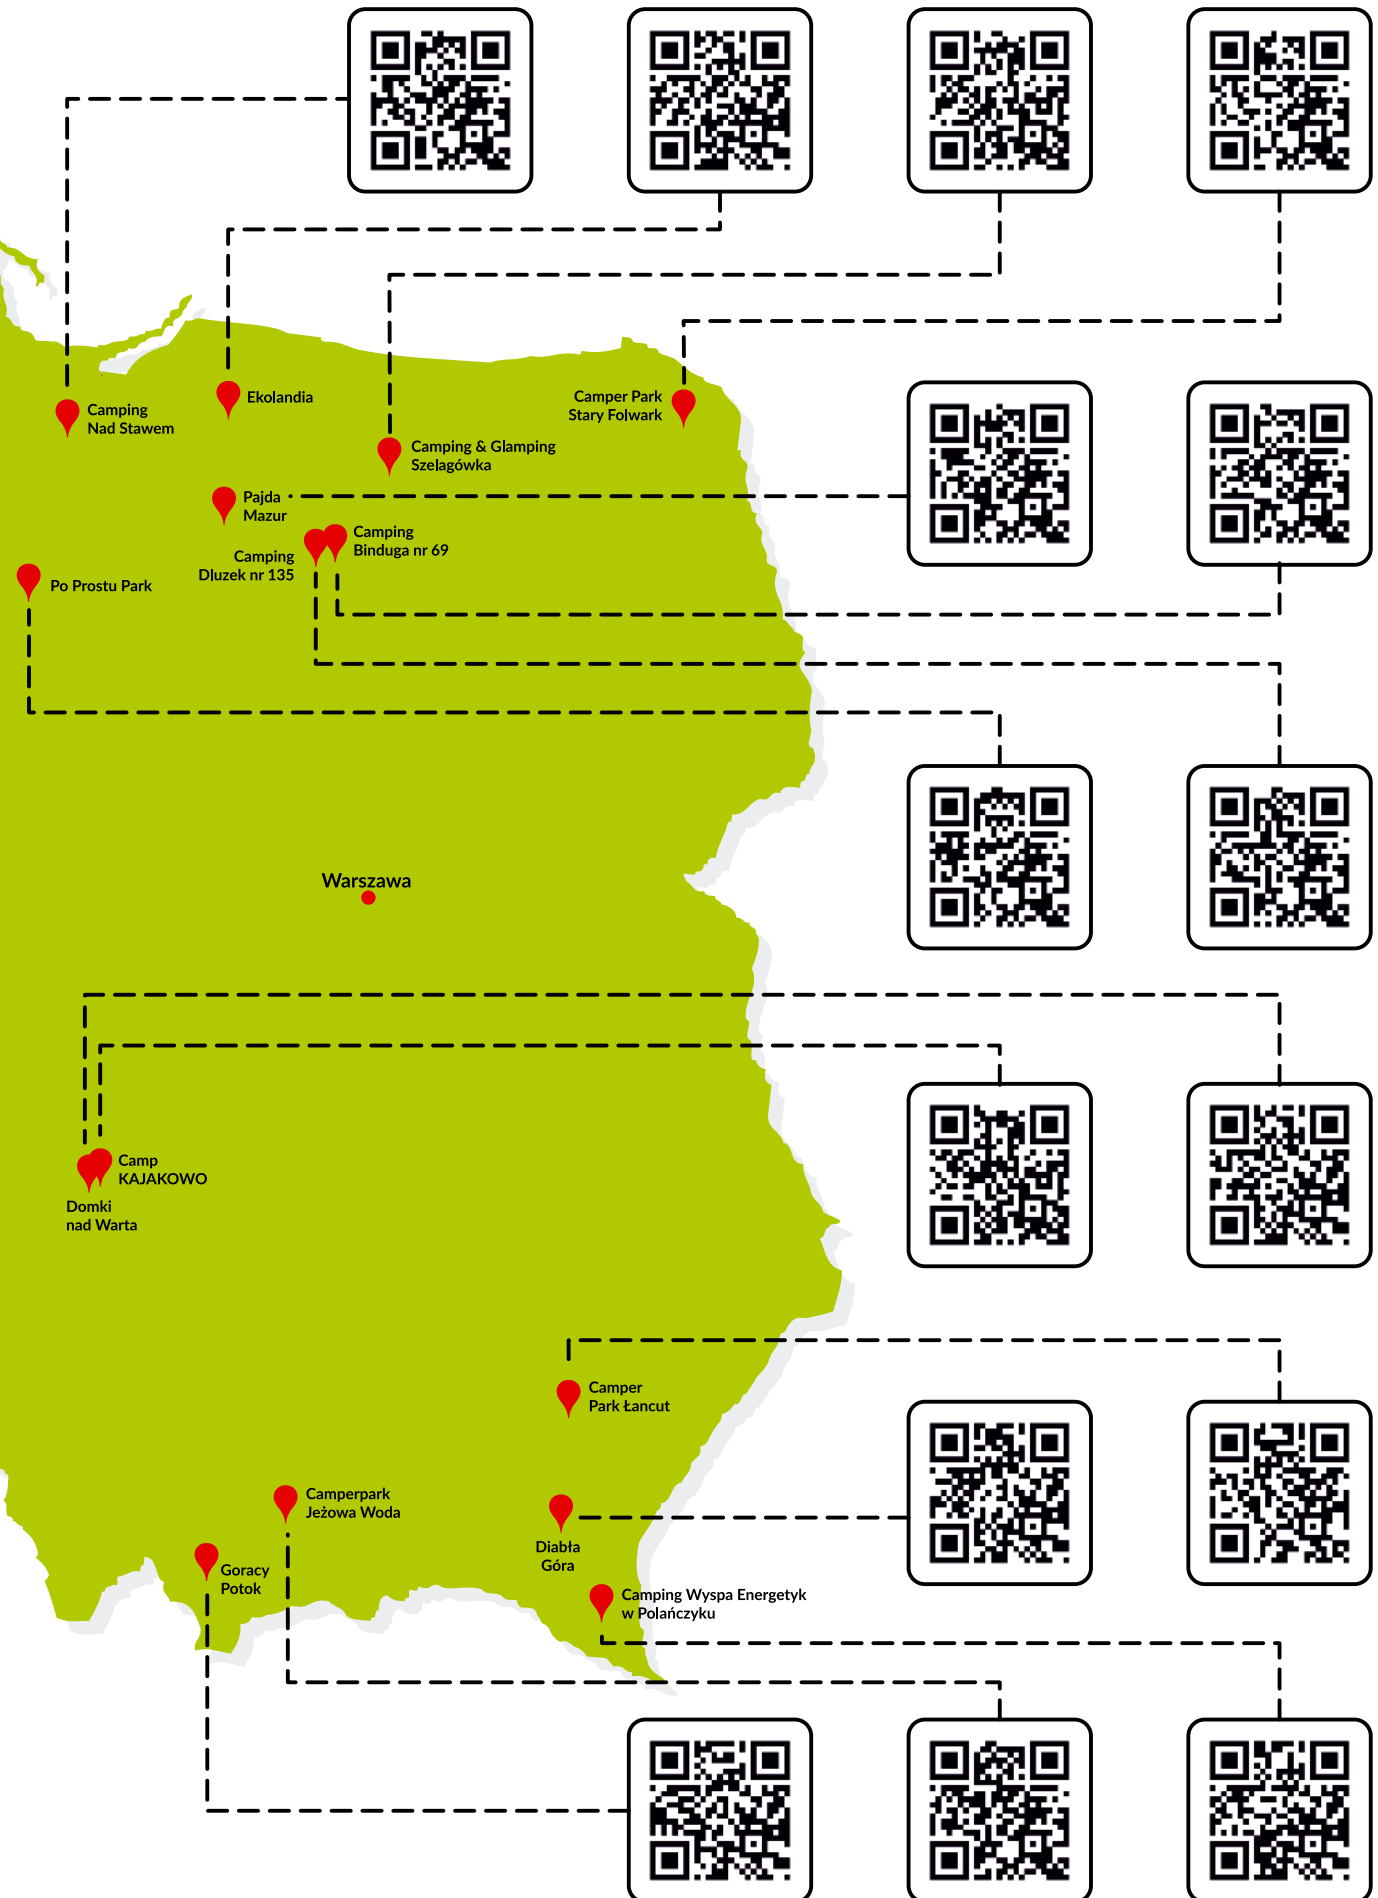 Camping
Nad Stawem
Ekolandia
Camper Park
Stary Folwark
Camping & Glamping
Szelagówka
Pajda
Mazur
Camping
Binduga nr 69
Camping
Dluzek nr 135
Po Prostu Park
Warszawa
Camp
KAJAKOWO
Domki
nad Warta
Camper
Park Łancut
Camperpark
Jeżowa Woda
Diabła
Góra
Goracy
Potok
Camping Wyspa Energetyk
w Polańczyku